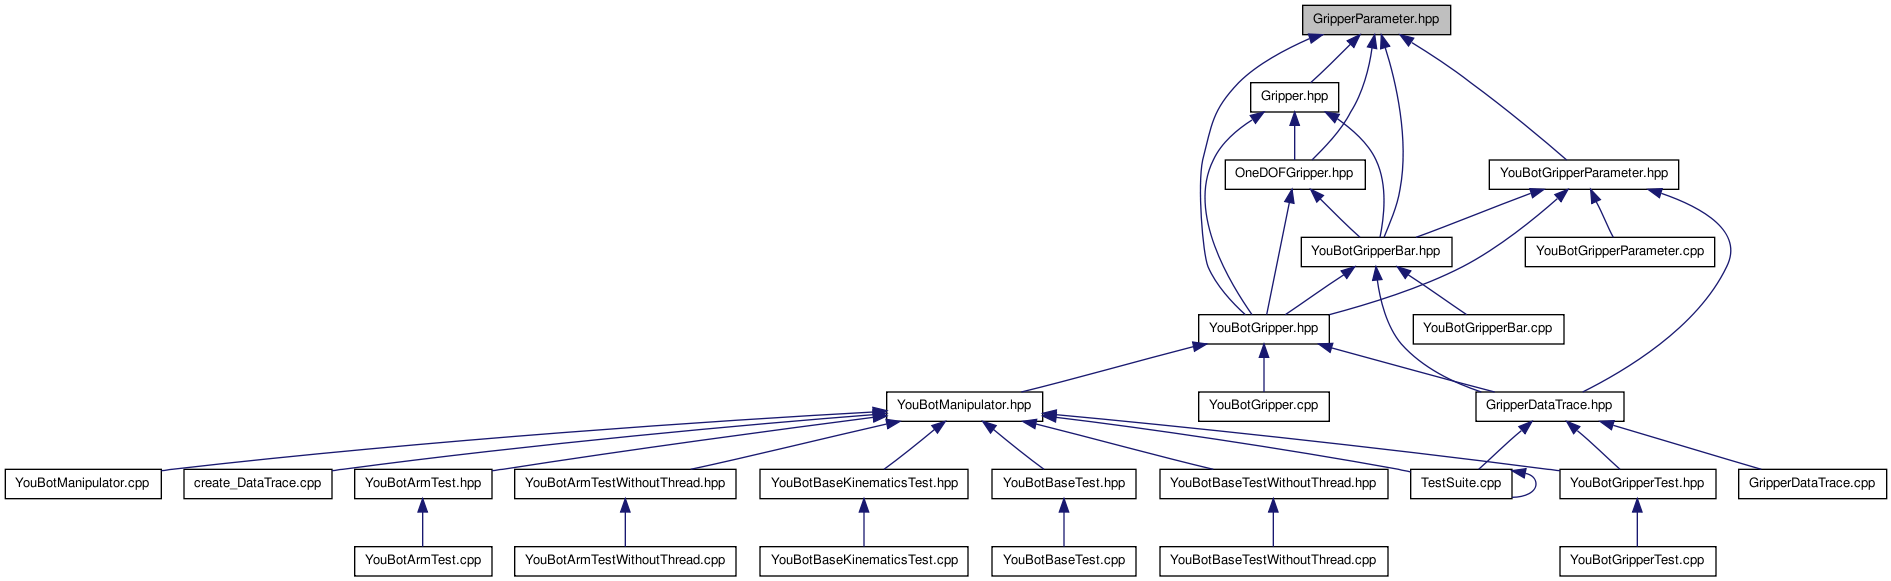 GripperParameter.hpp
Gripper.hpp
OneDOFGripper.hpp
YouBotGripperParameter.hpp
YouBotGripperBar.hpp
YouBotGripperParameter.cpp
YouBotGripper.hpp
YouBotGripperBar.cpp
YouBotManipulator.hpp
YouBotGripper.cpp
GripperDataTrace.hpp
YouBotManipulator.cpp
create_DataTrace.cpp
YouBotArmTest.hpp
YouBotArmTestWithoutThread.hpp
YouBotBaseKinematicsTest.hpp
YouBotBaseTest.hpp
YouBotBaseTestWithoutThread.hpp
TestSuite.cpp
YouBotGripperTest.hpp
GripperDataTrace.cpp
YouBotArmTest.cpp
YouBotArmTestWithoutThread.cpp
YouBotBaseKinematicsTest.cpp
YouBotBaseTest.cpp
YouBotBaseTestWithoutThread.cpp
YouBotGripperTest.cpp